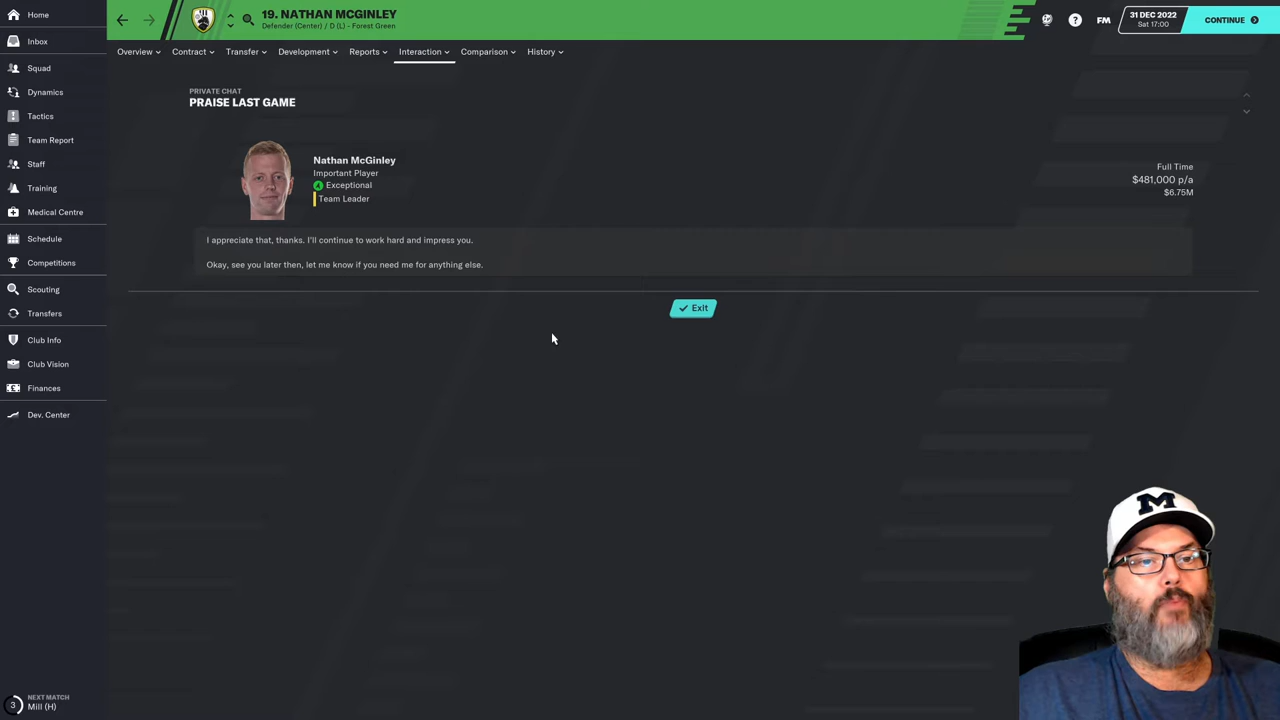 Home
Inbox
Squad
Dynamics
Tactics
Team Report
Staff
Training
Medical Centre
Schedule
Competitions
Scouting
Transfers
Club Info
Club Vision
Finances
Dev. Center
3
NEXT MATCH
Mill (H)
19. NATHAN MCGINLEY
Defender (Center) / D (L) - Forest Green
?
FM
31 DEC 2022
Sat 17:00
CONTINUE
Overview
Contract
Transfer
Development
Reports
Interaction
Comparison
History
PRIVATE CHAT
PRAISE LAST GAME
Nathan McGinley
Important Player
Exceptional
Team Leader
Full Time
$481,000 p/a
$6.75M
I appreciate that, thanks. I'll continue to work hard and impress you.
Okay, see you later then, let me know if you need me for anything else.
Exit
M